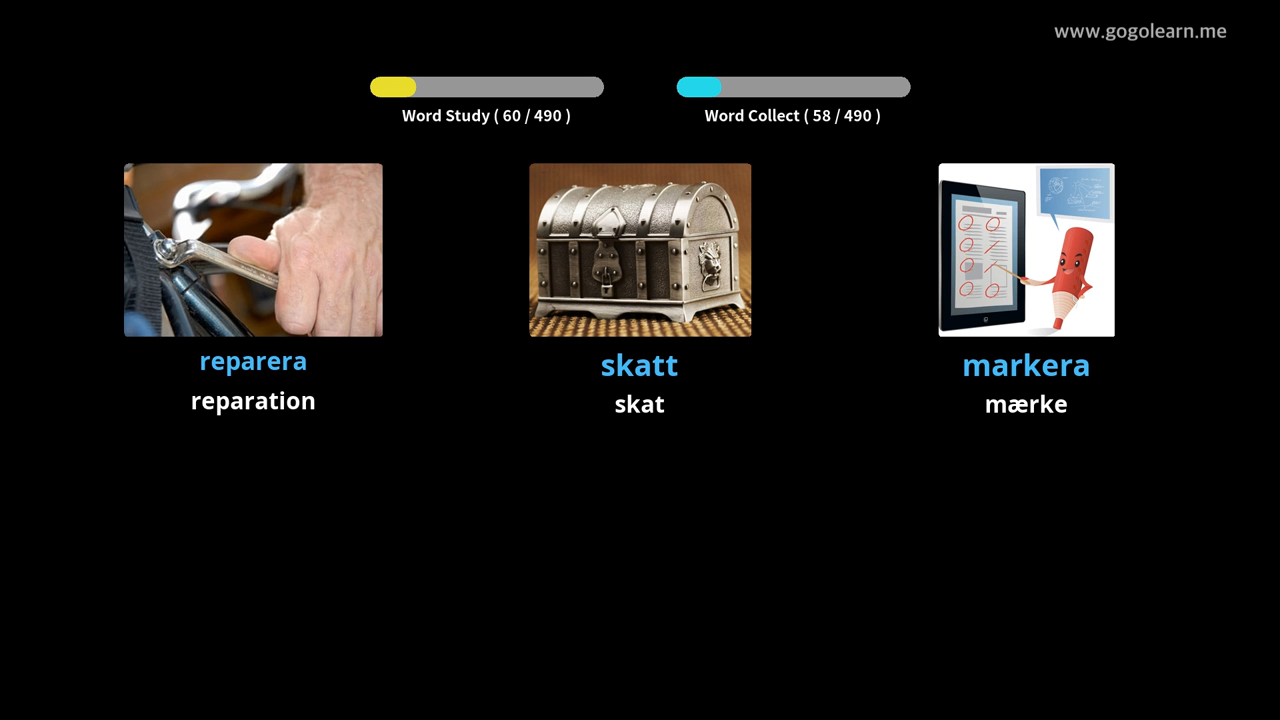 www.gogolearn.me
Word Study ( 60 / 490 )
Word Collect ( 58 / 490 )
reparera
reparation
skatt
skat
markera
mærke